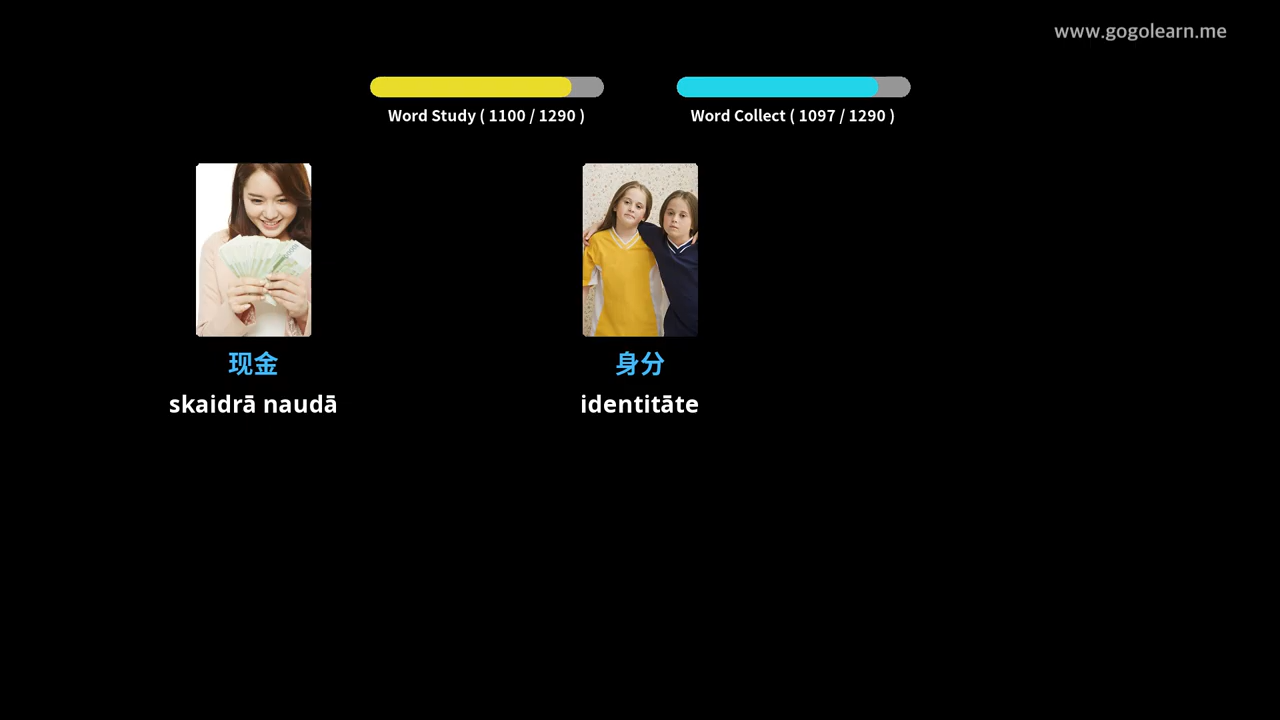 www.gogolearn.me
Word Study ( 1100 / 1290 )
Word Collect ( 1097 / 1290 )
现金
skaidrā naudā
身分
identitāte